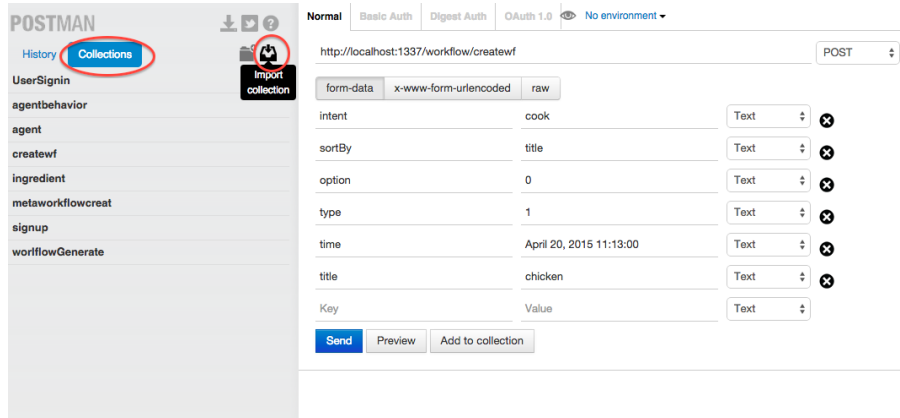 POSTMAN
History Collections
Import collection
UserSignin
agentbehavior
agent
createwf
ingredient
metaworkflowcreat
signup
worlflowGenerate
Normal Basic Auth Digest Auth OAuth 1.0 No environment
http://localhost:1337/workflow/createwf POST
form-data x-www-form-urlencoded raw
intent cook Text
sortBy title Text
option 0 Text
type 1 Text
time April 20, 2015 11:13:00 Text
title chicken Text
Key Value Text
Send Preview Add to collection